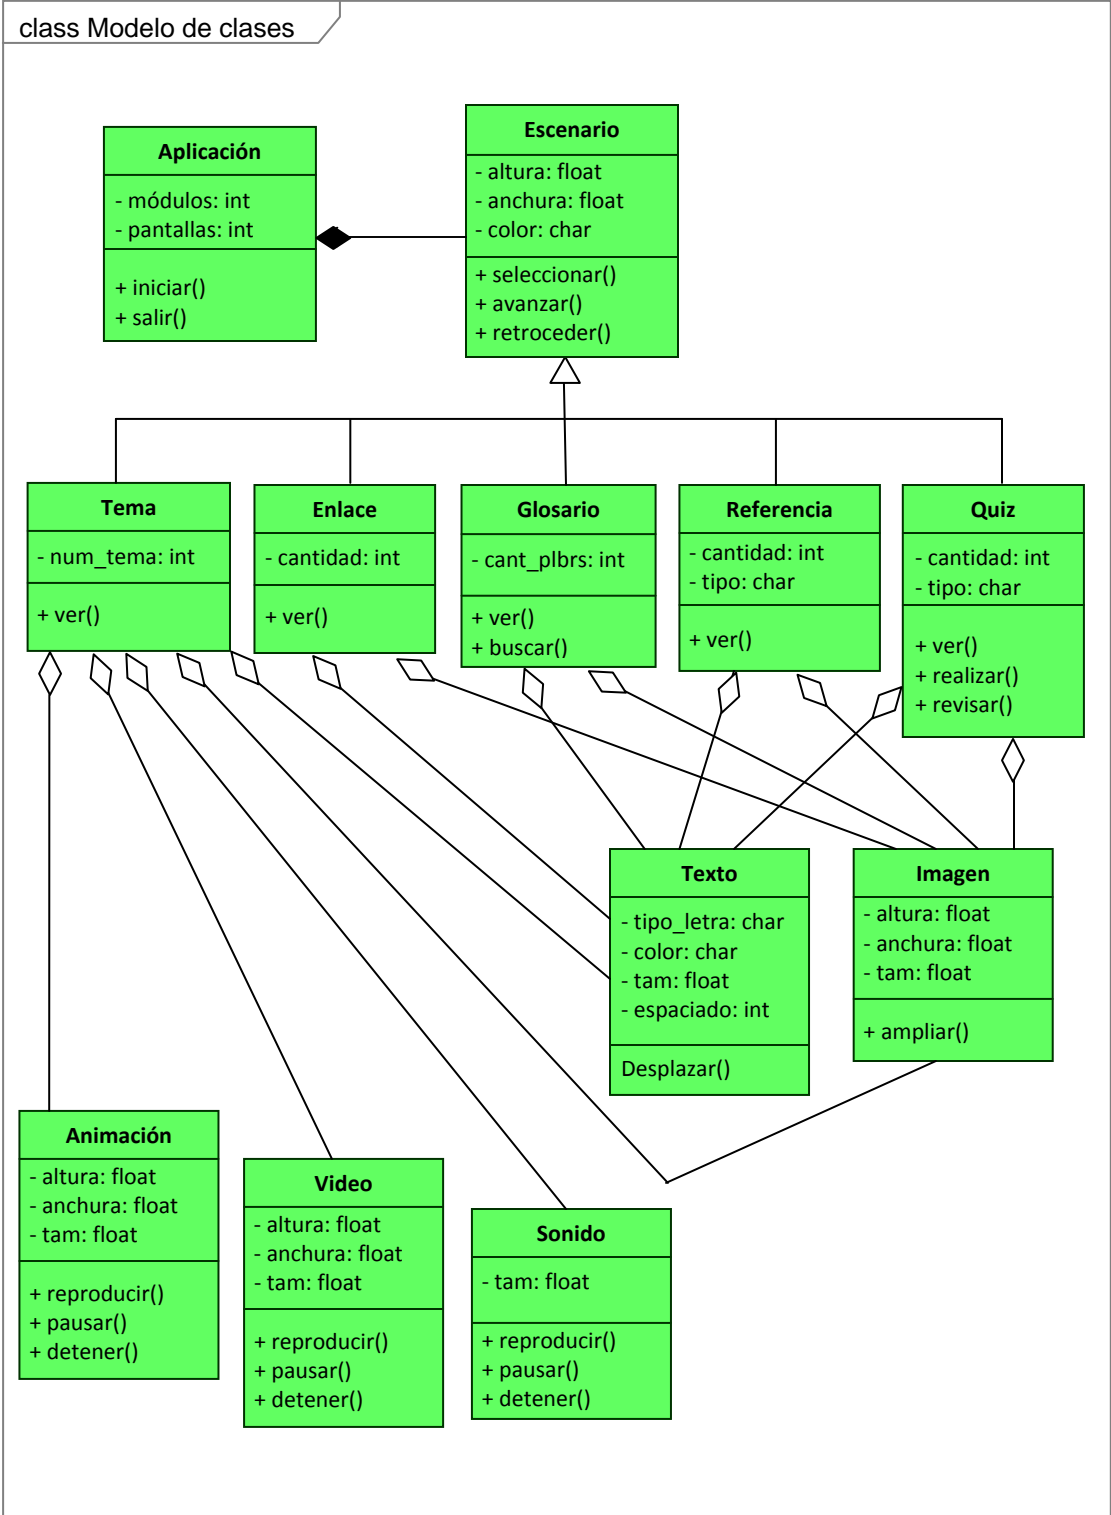 class Modelo de clases
Aplicación
- módulos: int
- pantallas: int
+ iniciar()
+ salir()
Escenario
- altura: float
- anchura: float
- color: char
+ seleccionar()
+ avanzar()
+ retroceder()
Tema
- num_tema: int
+ ver()
Enlace
- cantidad: int
+ ver()
Glosario
- cant_plbrs: int
+ ver()
+ buscar()
Referencia
- cantidad: int
- tipo: char
+ ver()
Quiz
- cantidad: int
- tipo: char
+ ver()
+ realizar()
+ revisar()
Texto
- tipo_letra: char
- color: char
- tam: float
- espaciado: int
Desplazar()
Imagen
- altura: float
- anchura: float
- tam: float
+ ampliar()
Animación
- altura: float
- anchura: float
- tam: float
+ reproducir()
+ pausar()
+ detener()
Video
- altura: float
- anchura: float
- tam: float
+ reproducir()
+ pausar()
+ detener()
Sonido
- tam: float
+ reproducir()
+ pausar()
+ detener()